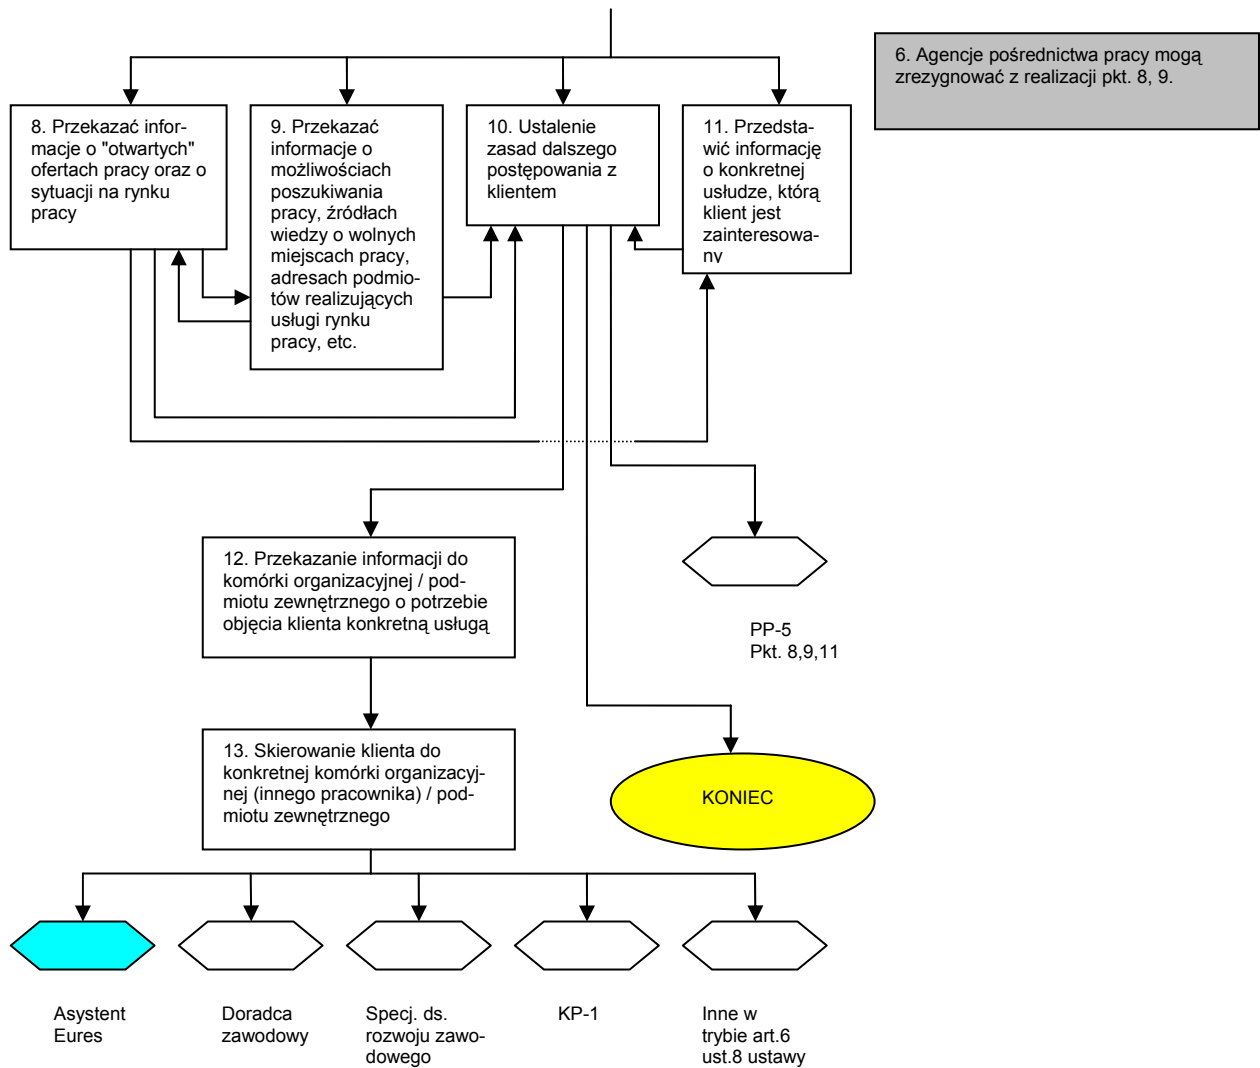 6. Agencje pośrednictwa pracy mogą
zrezygnować z realizacji pkt. 8, 9.
8. Przekazać infor-
macje o "otwartych"
ofertach pracy oraz o
sytuacji na rynku
pracy
9. Przekazać
informacje o
możliwościach
poszukiwania
pracy, źródłach
wiedzy o wolnych
miejscach pracy,
adresach podmio-
tów realizujących
usługi rynku
pracy, etc.
10. Ustalenie
zasad dalszego
postępowania z
klientem
11. Przedsta-
wić informację
o konkretnej
usłudze, którą
klient jest
zainteresowa-
ny
12. Przekazanie informacji do
komórki organizacyjnej / pod-
miotu zewnętrznego o potrzebie
objęcia klienta konkretną usługą
PP-5
Pkt. 8,9,11
13. Skierowanie klienta do
konkretnej komórki organizacyj-
nej (innego pracownika) / pod-
miotu zewnętrznego
KONIEC
Asystent
Eures
Doradca
zawodowy
Specj. ds.
rozwoju zawo-
dowego
KP-1
Inne w
trybie art.6
ust.8 ustawy